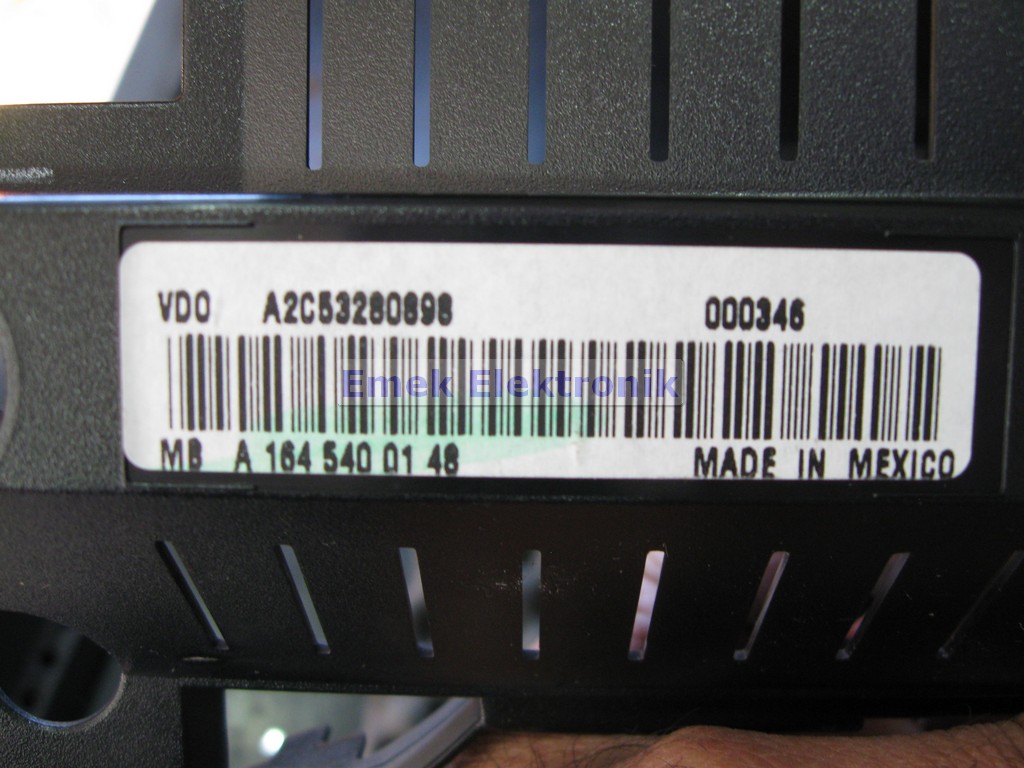 VDO A2C53280898 000346
Emek Elektronik
MB A 164 540 01 48
MADE IN MEXICO